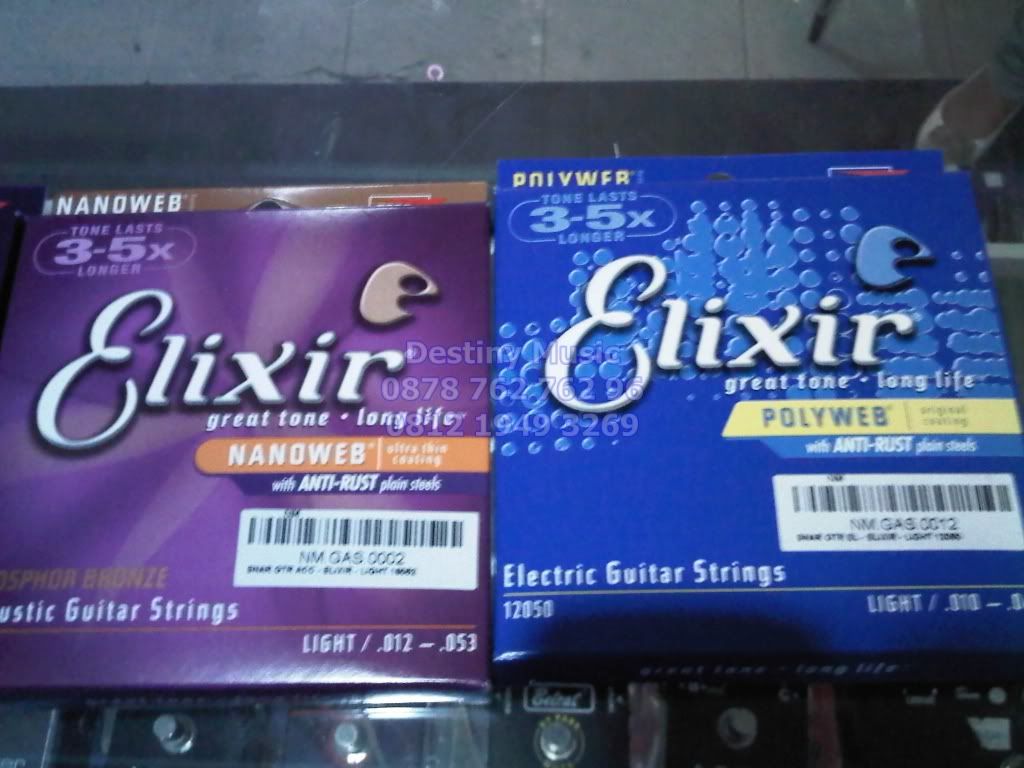 NANOWEB
TONE LASTS
3-5x
LONGER
Elixir
great tone • long life
NANOWEB
ultra thin
coating
with ANTI-RUST plain steels
NM.GAS.0002
OSPHOR BRONZE
ustic Guitar Strings
LIGHT / .012 – .053
POLYWEB
TONE LASTS
3-5x
LONGER
Elixir
great tone • long life
POLYWEB
original
coating
with ANTI-RUST plain steels
NM.GAS.0012
Electric Guitar Strings
12050
LIGHT / .010 –
great tone • long life
Destiny Music
0878 762 762 96
0812 1949 3269